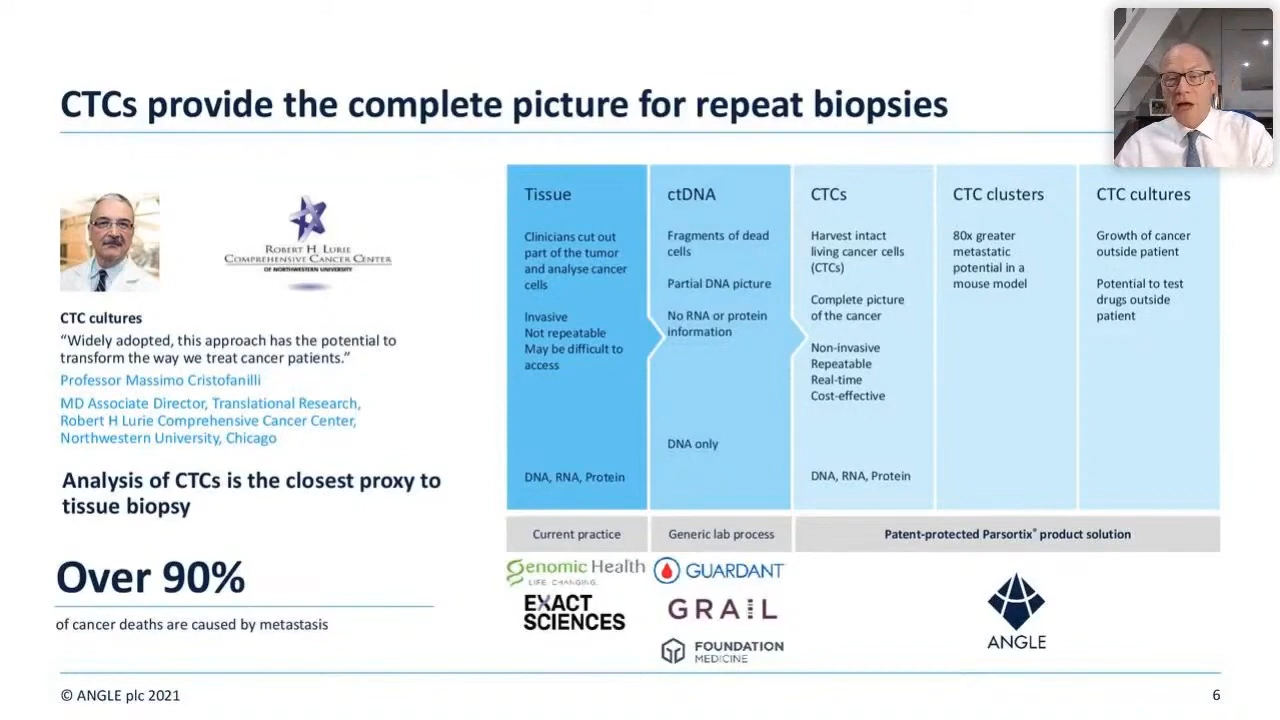 CTCs provide the complete picture for repeat biopsies
ROBERT H. LURIE
COMPREHENSIVE CANCER CENTER
OF NORTHWESTERN UNIVERSITY
CTC cultures
“Widely adopted, this approach has the potential to
transform the way we treat cancer patients.”
Professor Massimo Cristofanilli
MD Associate Director, Translational Research,
Robert H Lurie Comprehensive Cancer Center,
Northwestern University, Chicago
Analysis of CTCs is the closest proxy to
tissue biopsy
Over 90%
of cancer deaths are caused by metastasis
Tissue
Clinicians cut out
part of the tumor
and analyse cancer
cells
Invasive
Not repeatable
May be difficult to
access
DNA, RNA, Protein
ctDNA
Fragments of dead
cells
Partial DNA picture
No RNA or protein
information
DNA only
CTCs
Harvest intact
living cancer cells
(CTCs)
Complete picture
of the cancer
Non-invasive
Repeatable
Real-time
Cost-effective
DNA, RNA, Protein
CTC clusters
80x greater
metastatic
potential in a
mouse model
CTC cultures
Growth of cancer
outside patient
Potential to test
drugs outside
patient
Current practice
Generic lab process
Patent-protected Parsortix® product solution
Genomic Health
LIFE, CHANGING.
EXACT
SCIENCES
GUARDANT
GRAIL
FOUNDATION
MEDICINE
ANGLE
© ANGLE plc 2021
6